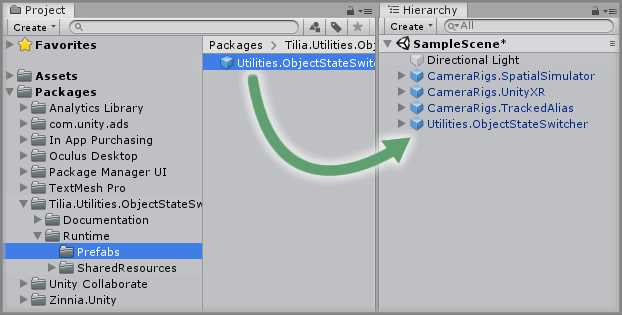 Project
Create
Favorites
Assets
Packages
Analytics Library
com.unity.ads
In App Purchasing
Oculus Desktop
Package Manager UI
TextMesh Pro
Tilia.Utilities.ObjectStateSw
Documentation
Runtime
Prefabs
SharedResources
Unity Collaborate
Zinnia.Unity
Packages > Tilia.Utilities.Obj
Utilities.ObjectStateSwitc
Hierarchy
Create All
SampleScene*
Directional Light
CameraRigs.SpatialSimulator
CameraRigs.UnityXR
CameraRigs.TrackedAlias
Utilities.ObjectStateSwitcher